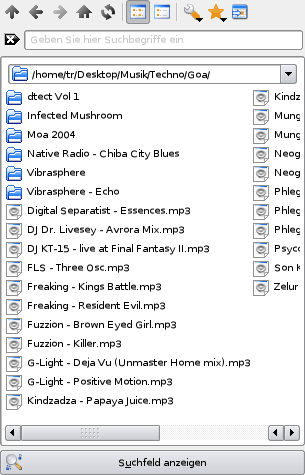 Geben Sie hier Suchbegriffe ein
/home/tr/Desktop/Musik/Techno/Goa/
dtect Vol 1
Infected Mushroom
Moa 2004
Native Radio - Chiba City Blues
Vibrasphere
Vibrasphere - Echo
Digital Separatist - Essences.mp3
DJ Dr. Livesey - Avrora Mix.mp3
DJ KT-15 - live at Final Fantasy II.mp3
FLS - Three Osc.mp3
Freaking - Kings Battle.mp3
Freaking - Resident Evil.mp3
Fuzzion - Brown Eyed Girl.mp3
Fuzzion - Killer.mp3
G-Light - Deja Vu (Unmaster Home mix).mp3
G-Light - Positive Motion.mp3
Kindzadza - Papaya Juice.mp3
Kindz
Mung
Mung
Neog
Neog
Phleg
Phleg
Phleg
Psyco
Son K
Zelur
Suchfeld anzeigen